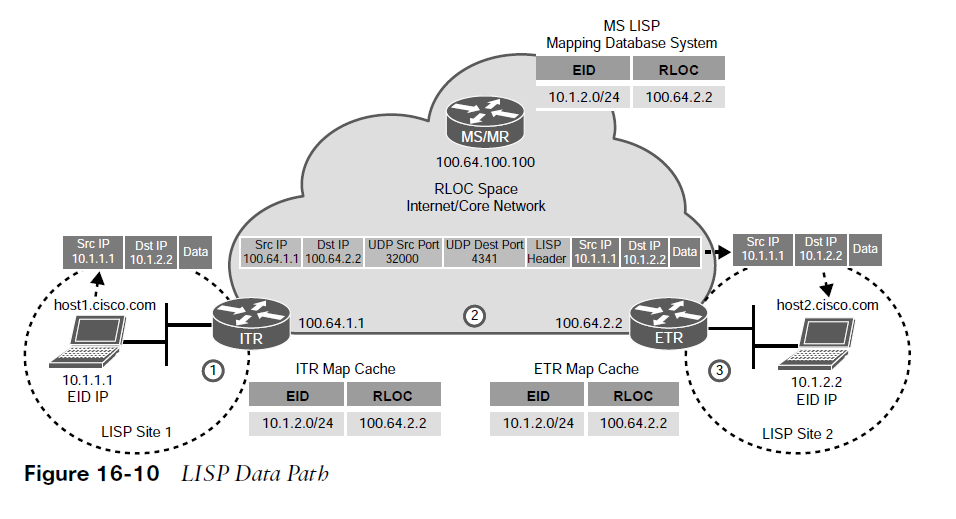 MS LISP
Mapping Database System
EID RLOC
10.1.2.0/24 100.64.2.2
MS/MR
100.64.100.100
RLOC Space
Internet/Core Network
Src IP Dst IP Data
10.1.1.1 10.1.2.2
Src IP Dst IP UDP Src Port UDP Dest Port LISP Src IP Dst IP Data
100.64.1.1 100.64.2.2 32000 4341 Header 10.1.1.1 10.1.2.2
Src IP Dst IP Data
10.1.1.1 10.1.2.2
host1.cisco.com
ITR
100.64.1.1
2
100.64.2.2
ETR
host2.cisco.com
10.1.1.1
EID IP
1
LISP Site 1
ITR Map Cache
EID RLOC
10.1.2.0/24 100.64.2.2
ETR Map Cache
EID RLOC
10.1.2.0/24 100.64.2.2
3
10.1.2.2
EID IP
LISP Site 2
Figure 16-10 LISP Data Path